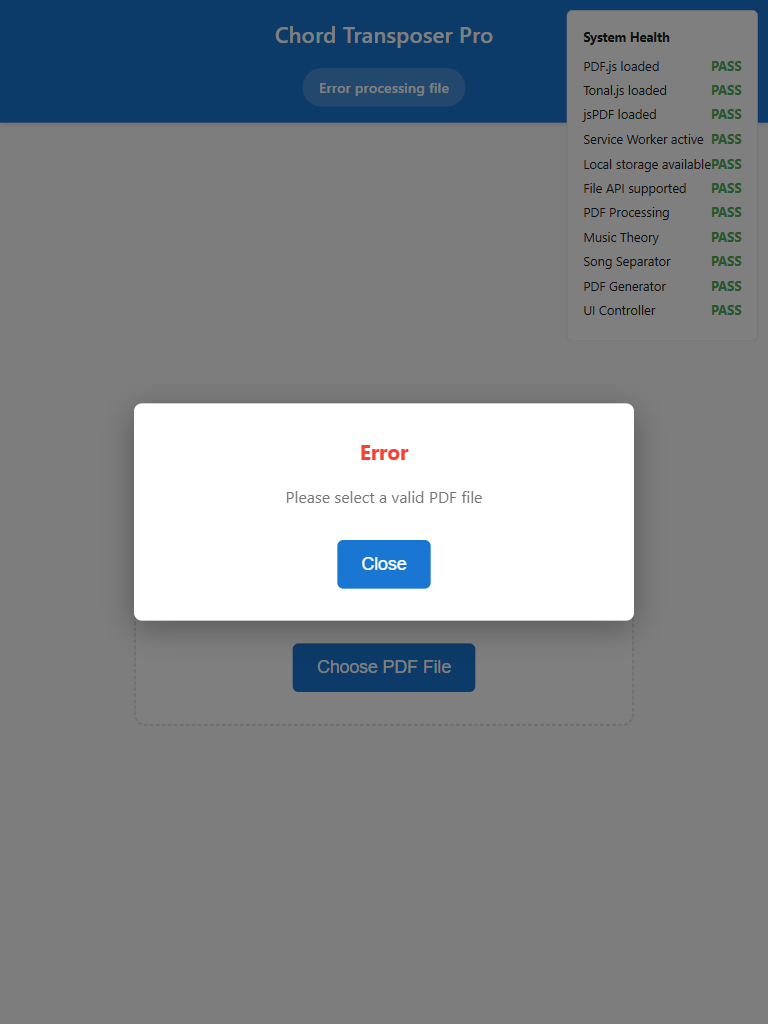 Chord Transposer Pro
Error processing file
System Health
PDF.js loaded PASS
Tonal.js loaded PASS
jsPDF loaded PASS
Service Worker active PASS
Local storage available PASS
File API supported PASS
PDF Processing PASS
Music Theory PASS
Song Separator PASS
PDF Generator PASS
UI Controller PASS
Error
Please select a valid PDF file
Close
Choose PDF File